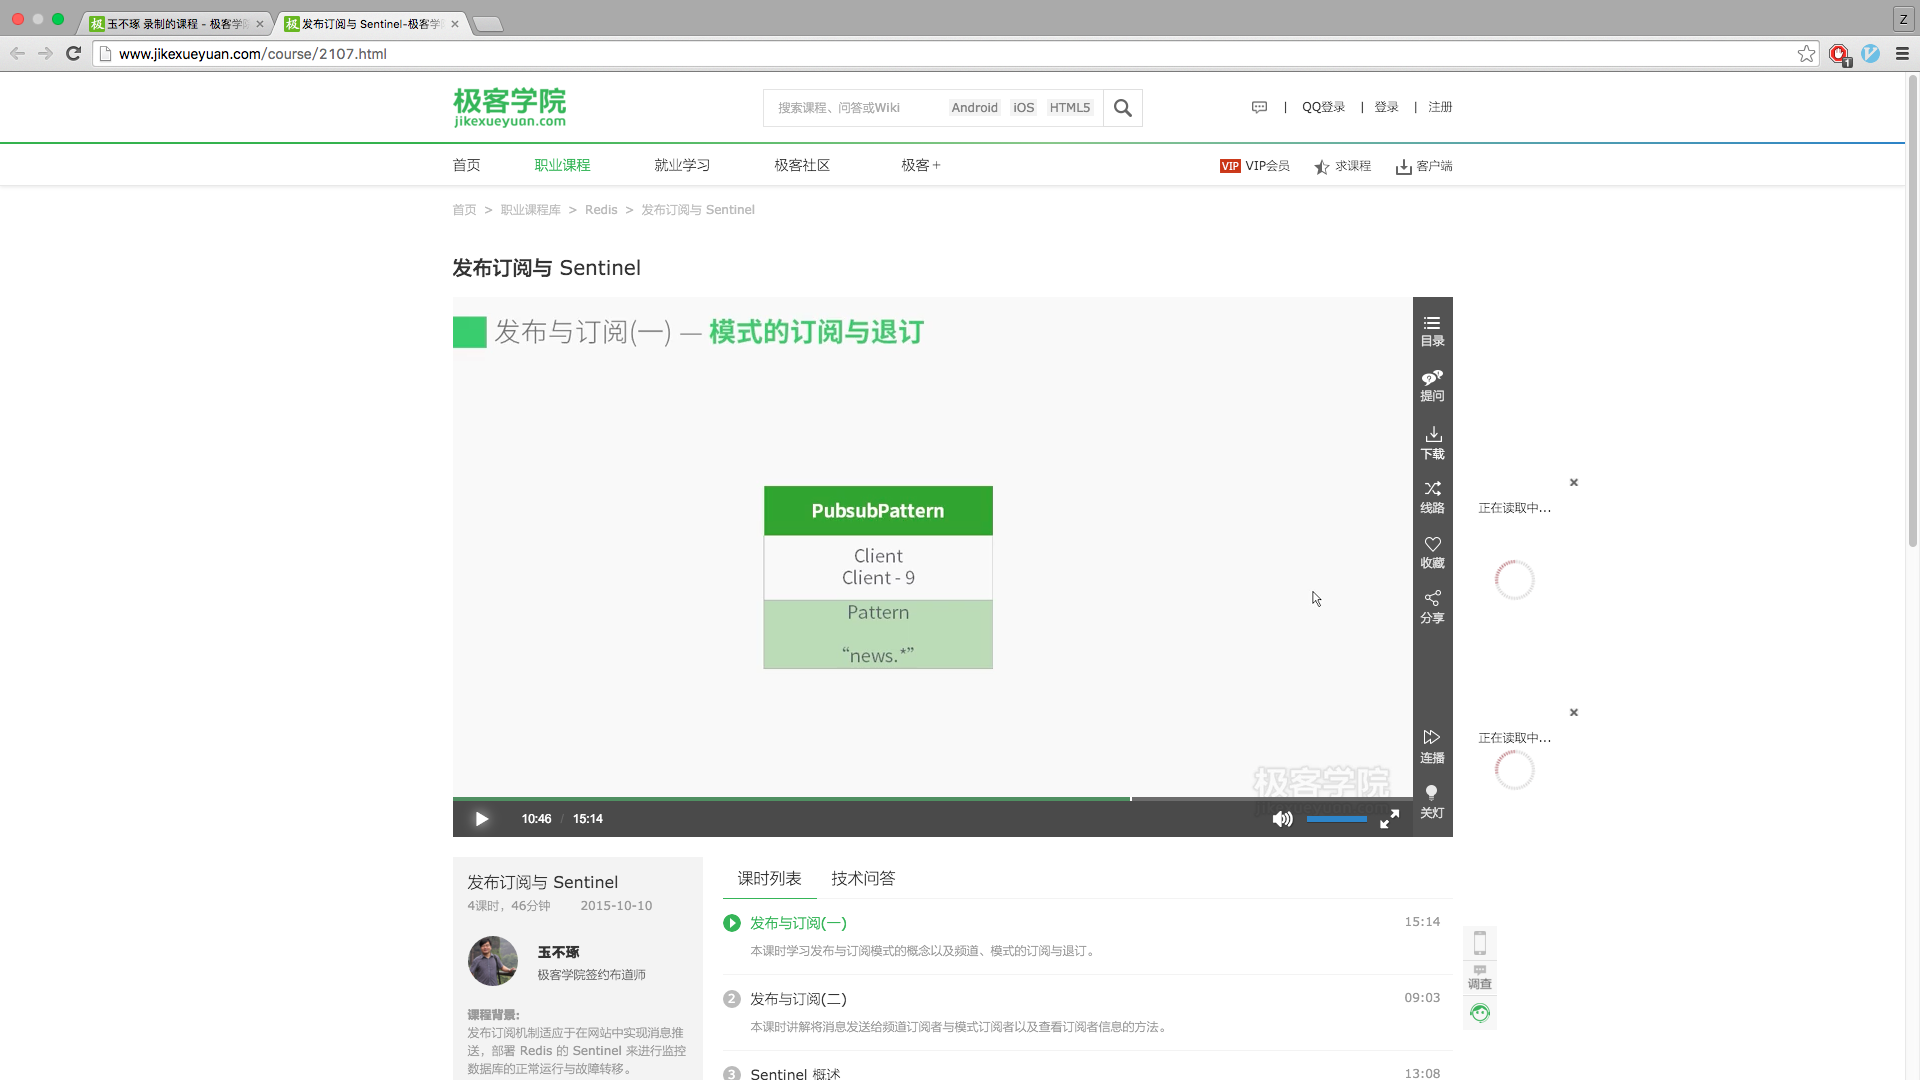 玉不琢 录制的课程 - 极客学
发布订阅与 Sentinel-极客学
Z
www.jikexueyuan.com/course/2107.html
极客学院
jikexueyuan.com
搜索课程、问答或Wiki Android iOS HTML5
| QQ登录 | 登录 | 注册
首页 职业课程 就业学习 极客社区 极客+
VIP VIP会员 求课程 客户端
首页 > 职业课程库 > Redis > 发布订阅与 Sentinel
发布订阅与 Sentinel
发布与订阅(一) — 模式的订阅与退订
PubsubPattern
Client
Client - 9
Pattern
“news.*”
目录
提问
下载
线路
收藏
分享
连播
关灯
正在读取中...
正在读取中...
极客学院
10:46 / 15:14
发布订阅与 Sentinel
4课时，46分钟 2015-10-10
玉不琢
极客学院签约布道师
课程背景:
发布订阅机制适应于在网站中实现消息推
送，部署 Redis 的 Sentinel 来进行监控
数据库的正常运行与故障转移。
课时列表 技术问答
发布与订阅(一) 15:14
本课时学习发布与订阅模式的概念以及频道、模式的订阅与退订。
2 发布与订阅(二) 09:03
本课时讲解将消息发送给频道订阅者与模式订阅者以及查看订阅者信息的方法。
3 Sentinel 概述 13:08
调查